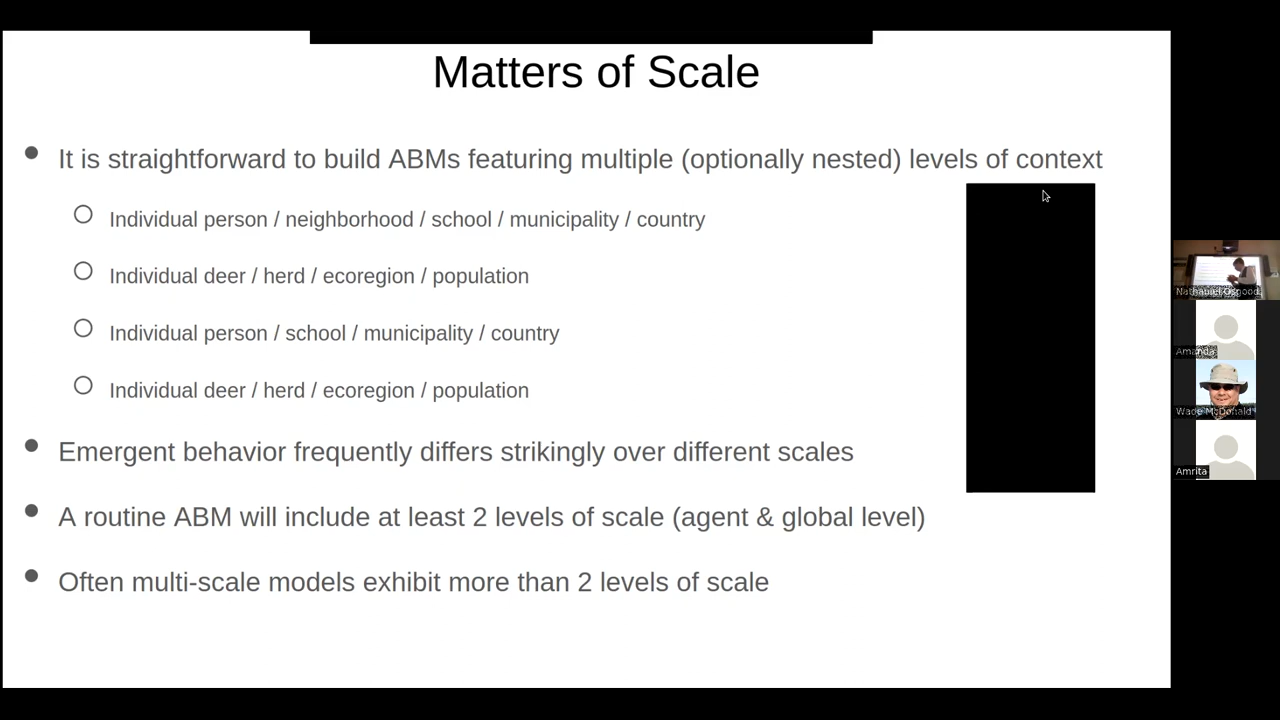 Matters of Scale
It is straightforward to build ABMs featuring multiple (optionally nested) levels of context
Individual person / neighborhood / school / municipality / country
Individual deer / herd / ecoregion / population
Individual person / school / municipality / country
Individual deer / herd / ecoregion / population
Emergent behavior frequently differs strikingly over different scales
A routine ABM will include at least 2 levels of scale (agent & global level)
Often multi-scale models exhibit more than 2 levels of scale
Nathaniel Osgood
Amanda
Wade McDonald
Amrita